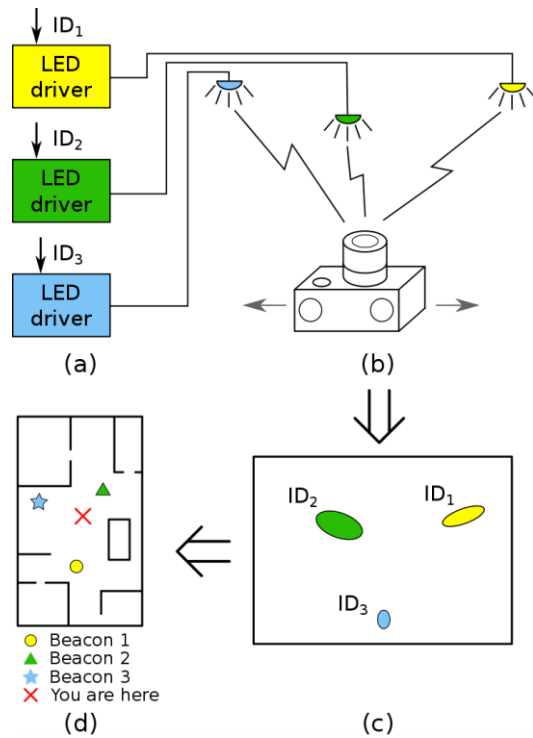 ID₁
LED
driver
ID₂
LED
driver
ID₃
LED
driver
(a)
(b)
ID₂
ID₁
ID₃
Beacon 1
Beacon 2
Beacon 3
You are here
(d)
(c)